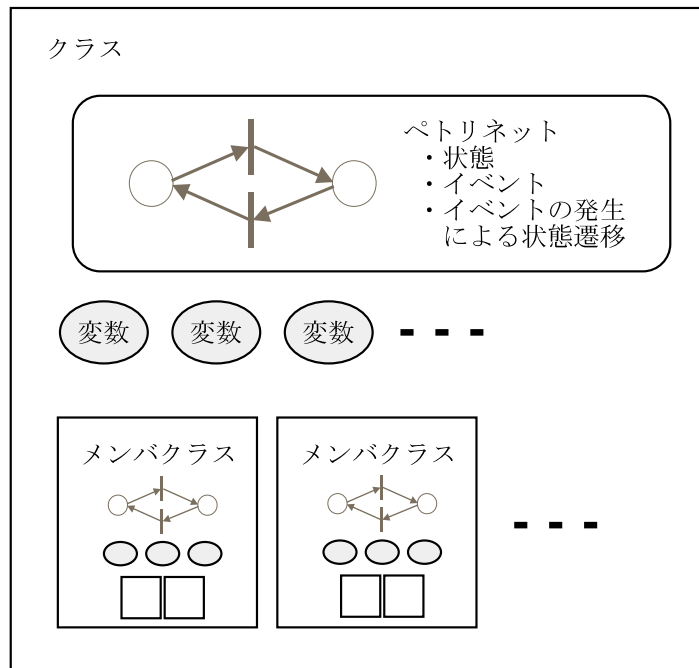 クラス
ペトリネット
・状態
・イベント
・イベントの発生
による状態遷移
変数
変数
変数
メンバクラス
メンバクラス